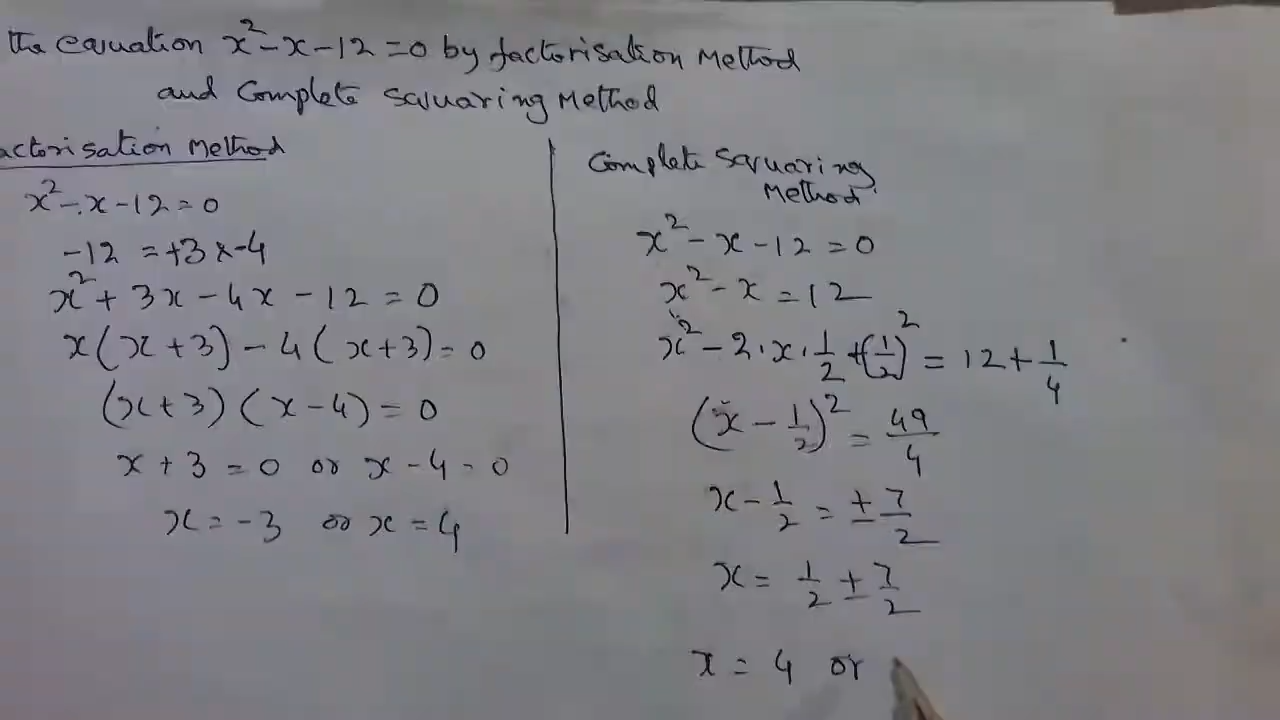 the equation x² - x - 12 = 0 by factorisation Method
and Complete Squaring Method
actorisation Method
x² - x - 12 = 0
-12 = +3 x -4
x² + 3x - 4x - 12 = 0
x(x + 3) - 4(x + 3) = 0
(x + 3)(x - 4) = 0
x + 3 = 0 or x - 4 = 0
x = -3 or x = 4
Complete Squaring
Method
x² - x - 12 = 0
x² - x = 12
x² - 2·x·1/2 + (1/2)² = 12 + 1/4
(x - 1/2)² = 49/4
x - 1/2 = ± 7/2
x = 1/2 ± 7/2
x = 4 or